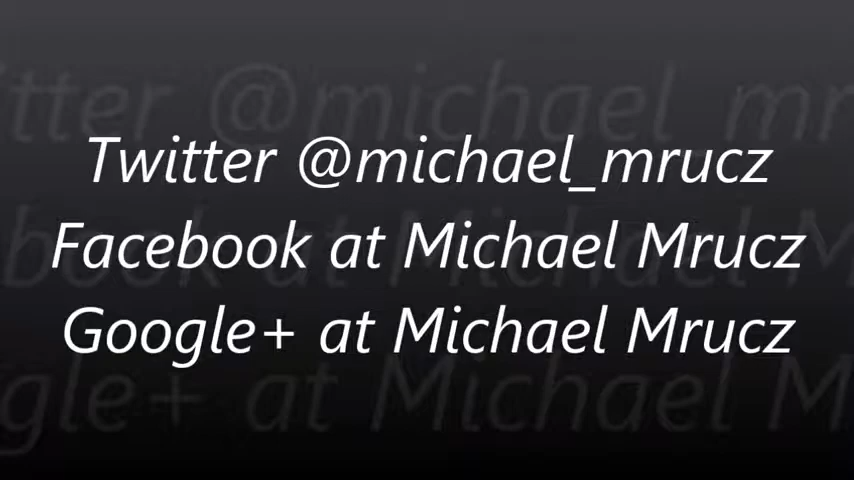 Twitter @michael_mrucz
Facebook at Michael Mrucz
Google+ at Michael Mrucz